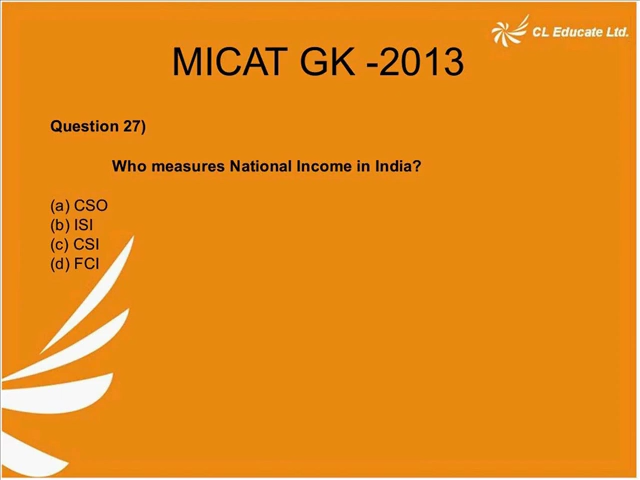 CL Educate Ltd.
MICAT GK -2013
Question 27)
Who measures National Income in India?
(a) CSO
(b) ISI
(c) CSI
(d) FCI